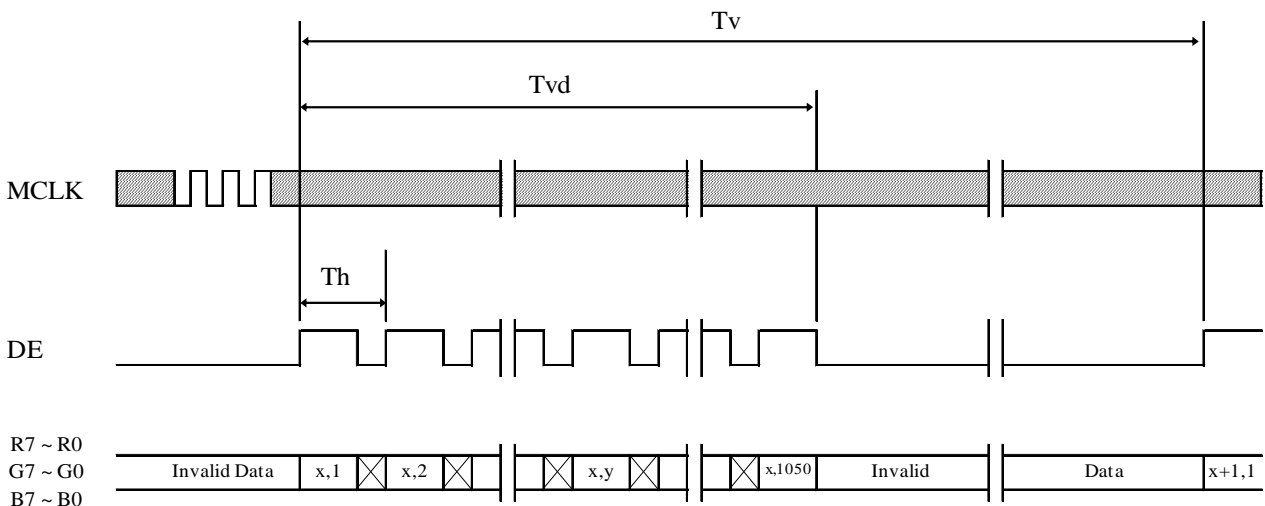 Tv
Tvd
MCLK
Th
DE
R7 ~ R0
G7 ~ G0
B7 ~ B0
Invalid Data x,1 x,2 x,y x,1050 Invalid Data x+1,1